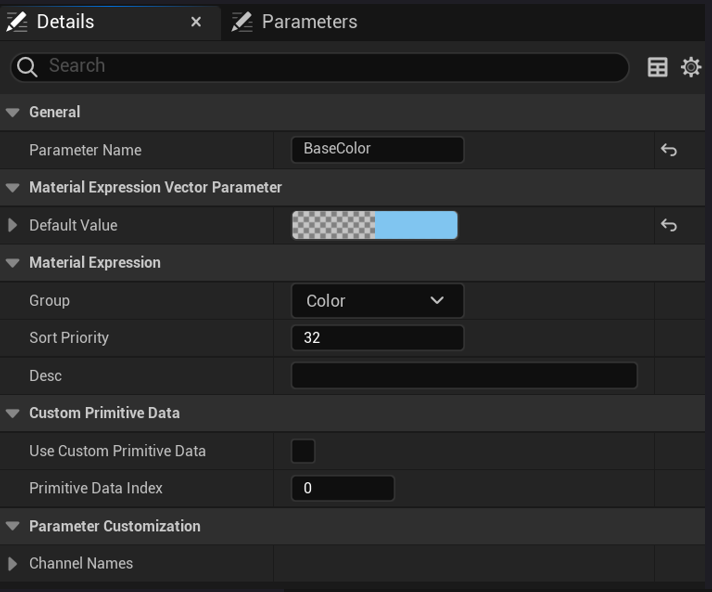 Details
Parameters
Search
General
Parameter Name BaseColor
Material Expression Vector Parameter
Default Value
Material Expression
Group Color
Sort Priority 32
Desc
Custom Primitive Data
Use Custom Primitive Data
Primitive Data Index 0
Parameter Customization
Channel Names